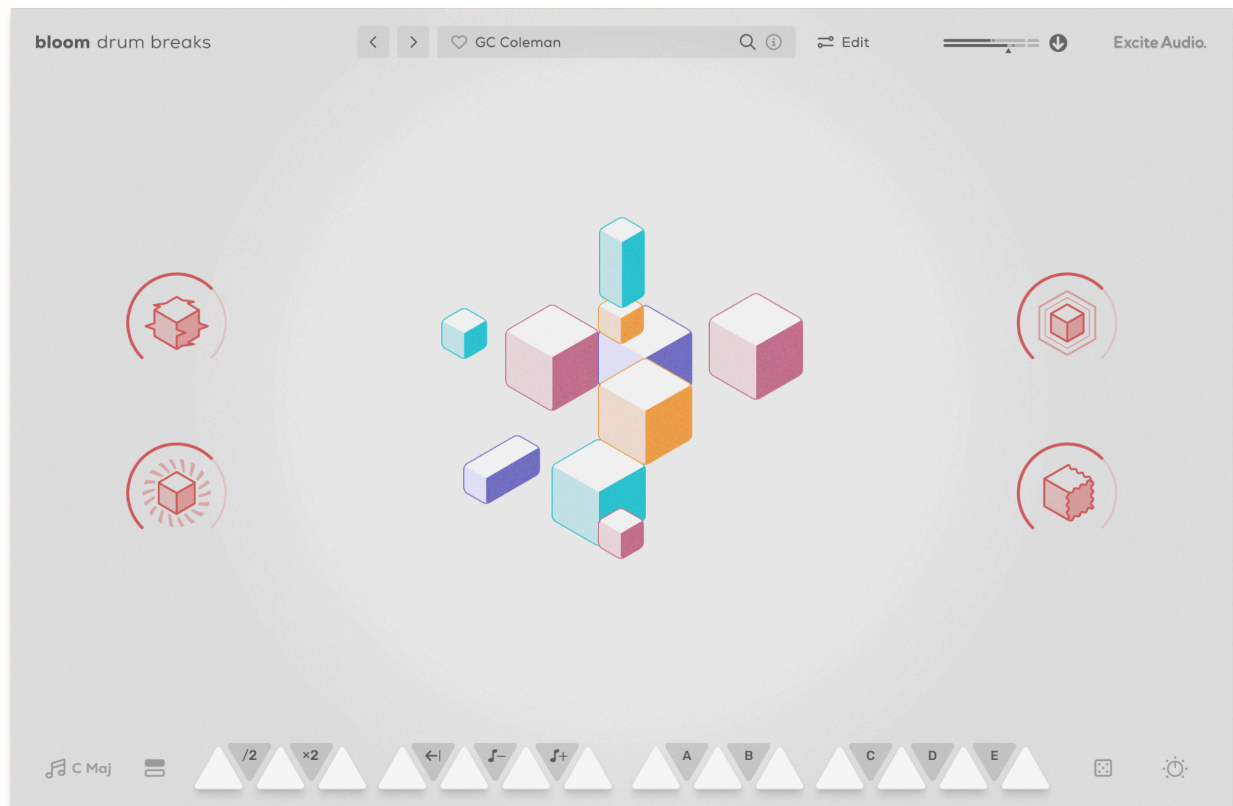 bloom drum breaks
GC Coleman
Edit
Excite Audio.
C Maj
/2
×2
A
B
C
D
E